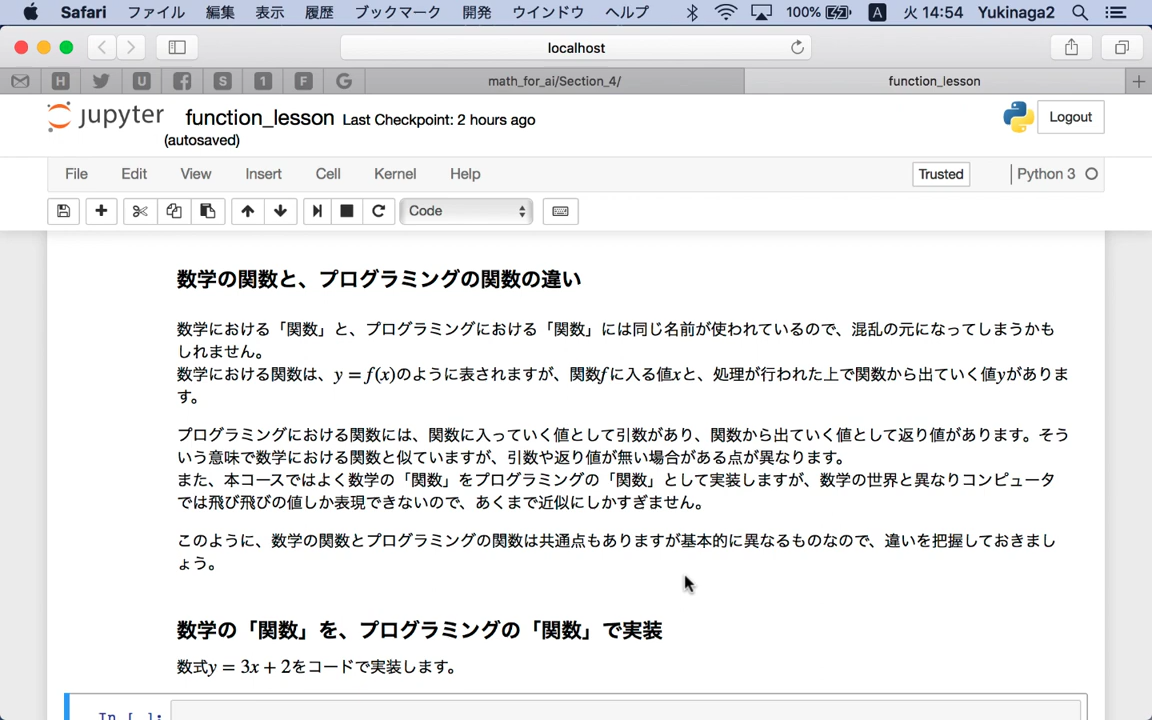 Safari ファイル 編集 表示 履歴 ブックマーク 開発 ウインドウ ヘルプ 100% A 火 14:54 Yukinaga2
localhost
H U S 1 F G math_for_ai/Section_4/ function_lesson +
jupyter function_lesson Last Checkpoint: 2 hours ago Logout
(autosaved)
File Edit View Insert Cell Kernel Help Trusted Python 3
Code
数学の関数と、プログラミングの関数の違い
数学における「関数」と、プログラミングにおける「関数」には同じ名前が使われているので、混乱の元になってしまうかも
しれません。
数学における関数は、y = f(x)のように表されますが、関数fに入る値xと、処理が行われた上で関数から出ていく値yがありま
す。
プログラミングにおける関数には、関数に入っていく値として引数があり、関数から出ていく値として返り値があります。そう
いう意味で数学における関数と似ていますが、引数や返り値が無い場合がある点が異なります。
また、本コースではよく数学の「関数」をプログラミングの「関数」として実装しますが、数学の世界と異なりコンピュータ
では飛び飛びの値しか表現できないので、あくまで近似にしかすぎません。
このように、数学の関数とプログラミングの関数は共通点もありますが基本的に異なるものなので、違いを把握しておきまし
ょう。
数学の「関数」を、プログラミングの「関数」で実装
数式y = 3x + 2をコードで実装します。
In [ ]: